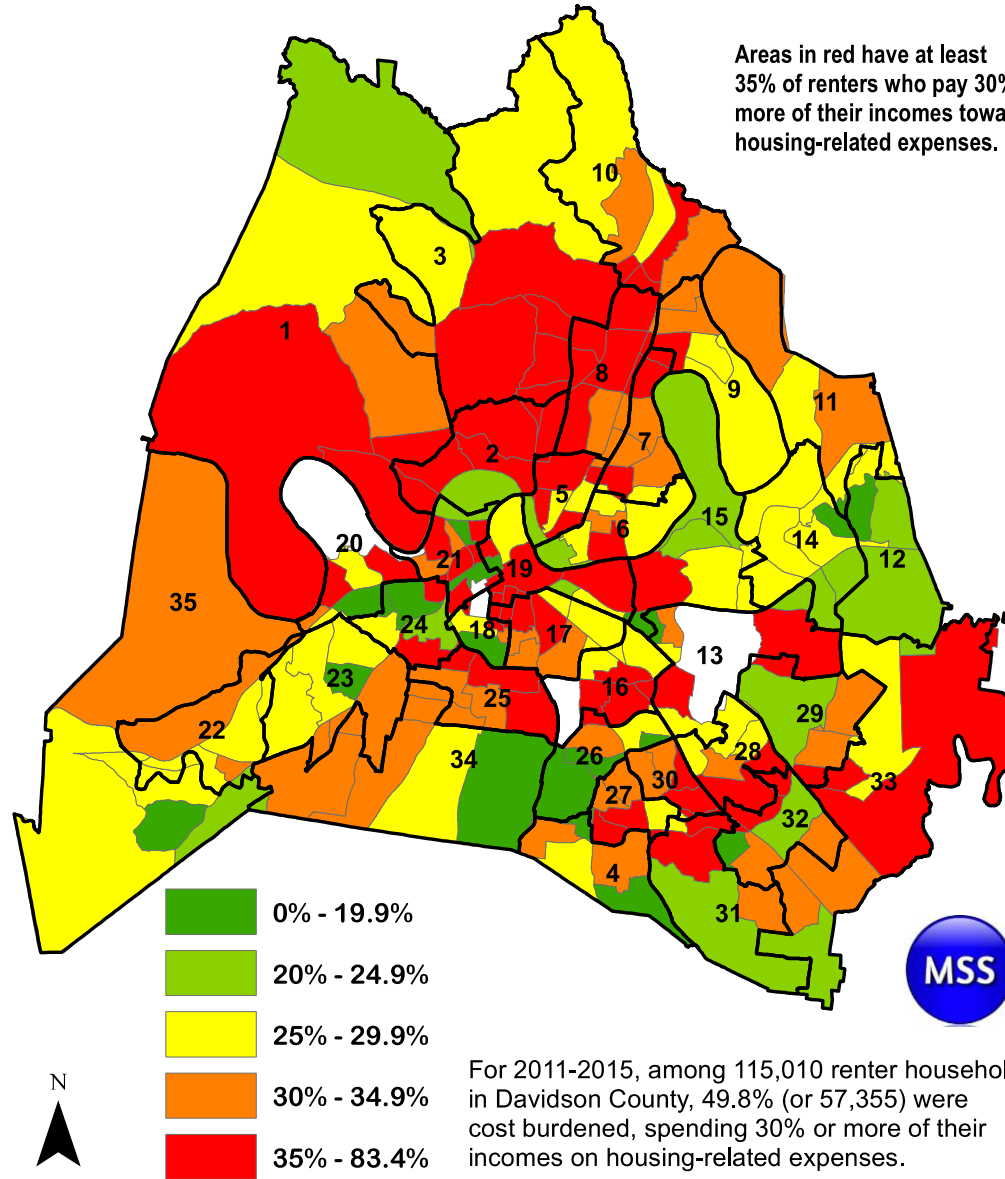 Areas in red have at least
35% of renters who pay 30%
more of their incomes towa
housing-related expenses.
10
3
1
8
9
11
7
2
5
6
15
14
12
20
21
19
35
24
18
17
13
23
16
25
29
22
34
26
28
30
27
33
32
4
31
0% - 19.9%
20% - 24.9%
25% - 29.9%
30% - 34.9%
35% - 83.4%
MSS
N
For 2011-2015, among 115,010 renter househol
in Davidson County, 49.8% (or 57,355) were
cost burdened, spending 30% or more of their
incomes on housing-related expenses.